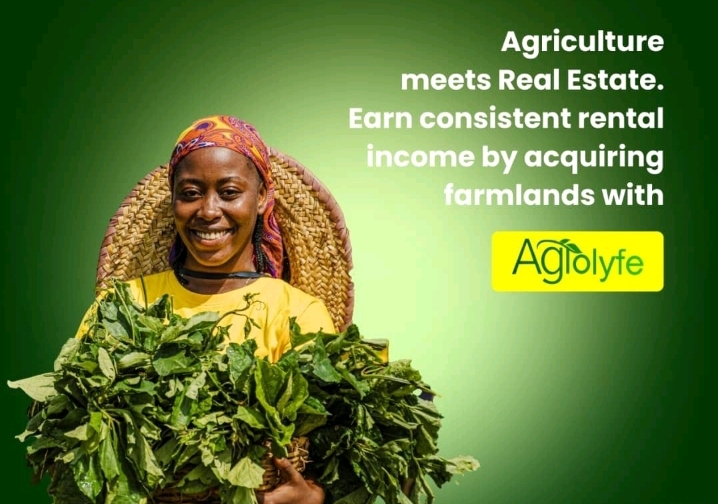 Agriculture
meets Real Estate.
Earn consistent rental
income by acquiring
farmlands with
Agrolyfe